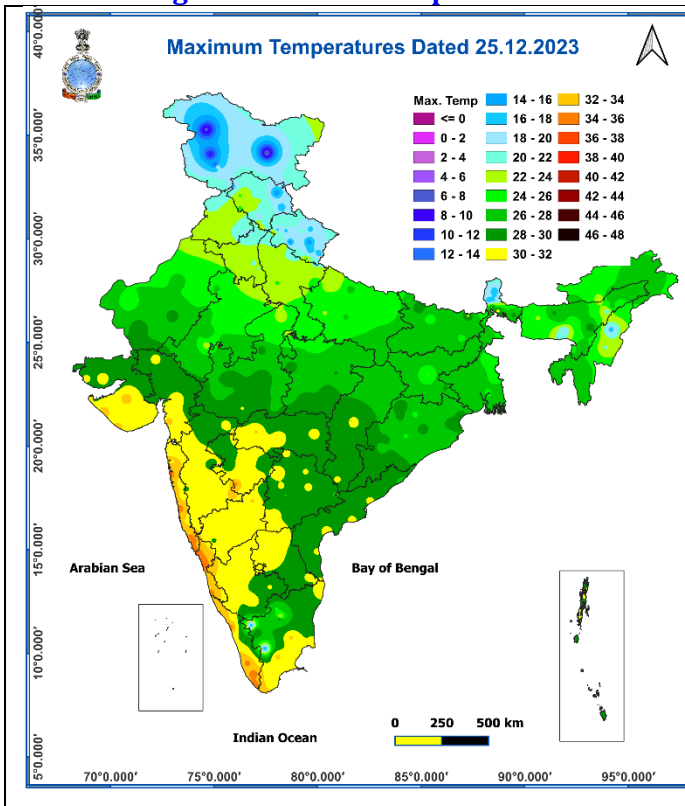 Maximum Temperatures Dated 25.12.2023
Max. Temp
<= 0
0 - 2
2 - 4
4 - 6
6 - 8
8 - 10
10 - 12
12 - 14
14 - 16
16 - 18
18 - 20
20 - 22
22 - 24
24 - 26
26 - 28
28 - 30
30 - 32
32 - 34
34 - 36
36 - 38
38 - 40
40 - 42
42 - 44
44 - 46
46 - 48
40°0.000'
35°0.000'
30°0.000'
25°0.000'
20°0.000'
15°0.000'
10°0.000'
5°0.000'
Arabian Sea
Bay of Bengal
Indian Ocean
0 250 500 km
70°0.000' 75°0.000' 80°0.000' 85°0.000' 90°0.000' 95°0.000'